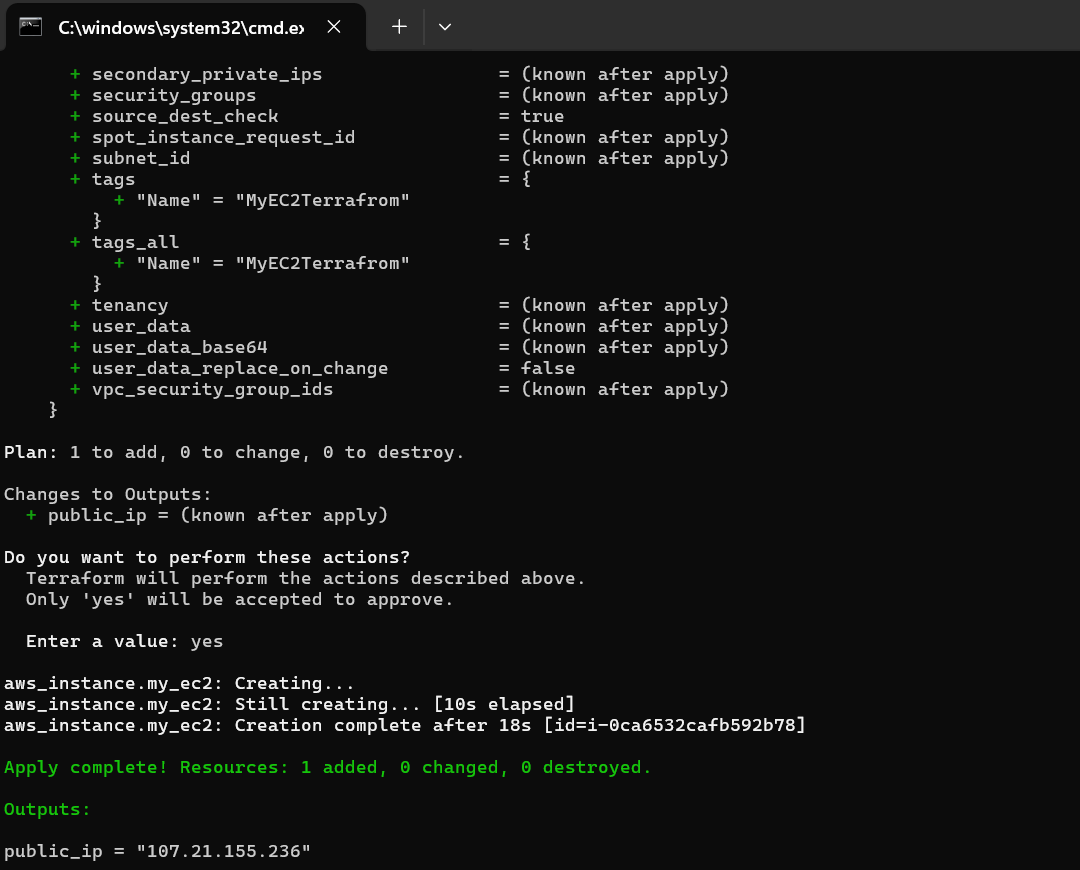 C:\windows\system32\cmd.ex
+ secondary_private_ips = (known after apply)
+ security_groups = (known after apply)
+ source_dest_check = true
+ spot_instance_request_id = (known after apply)
+ subnet_id = (known after apply)
+ tags = {
+ "Name" = "MyEC2Terrafrom"
}
+ tags_all = {
+ "Name" = "MyEC2Terrafrom"
}
+ tenancy = (known after apply)
+ user_data = (known after apply)
+ user_data_base64 = (known after apply)
+ user_data_replace_on_change = false
+ vpc_security_group_ids = (known after apply)
}
Plan: 1 to add, 0 to change, 0 to destroy.
Changes to Outputs:
+ public_ip = (known after apply)
Do you want to perform these actions?
Terraform will perform the actions described above.
Only 'yes' will be accepted to approve.
Enter a value: yes
aws_instance.my_ec2: Creating...
aws_instance.my_ec2: Still creating... [10s elapsed]
aws_instance.my_ec2: Creation complete after 18s [id=i-0ca6532cafb592b78]
Apply complete! Resources: 1 added, 0 changed, 0 destroyed.
Outputs:
public_ip = "107.21.155.236"